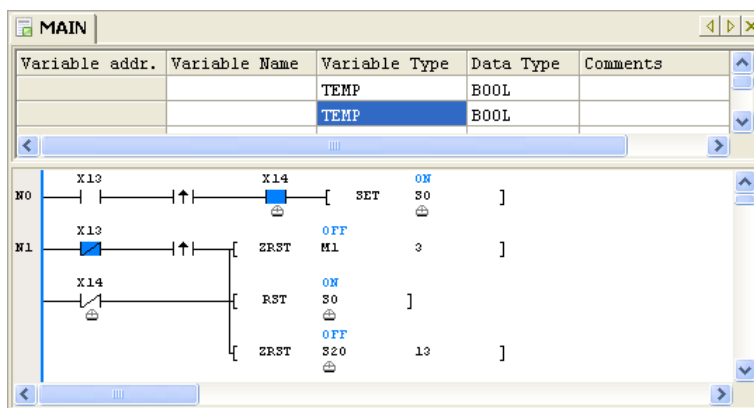 MAIN
Variable addr. Variable Name Variable Type Data Type Comments
TEMP BOOL
TEMP BOOL
X13 X14 ON
N0 [ SET S0 ]
X13 OFF
N1 [ ZRST M1 3 ]
X14 ON
[ RST S0 ]
OFF
[ ZRST S20 13 ]